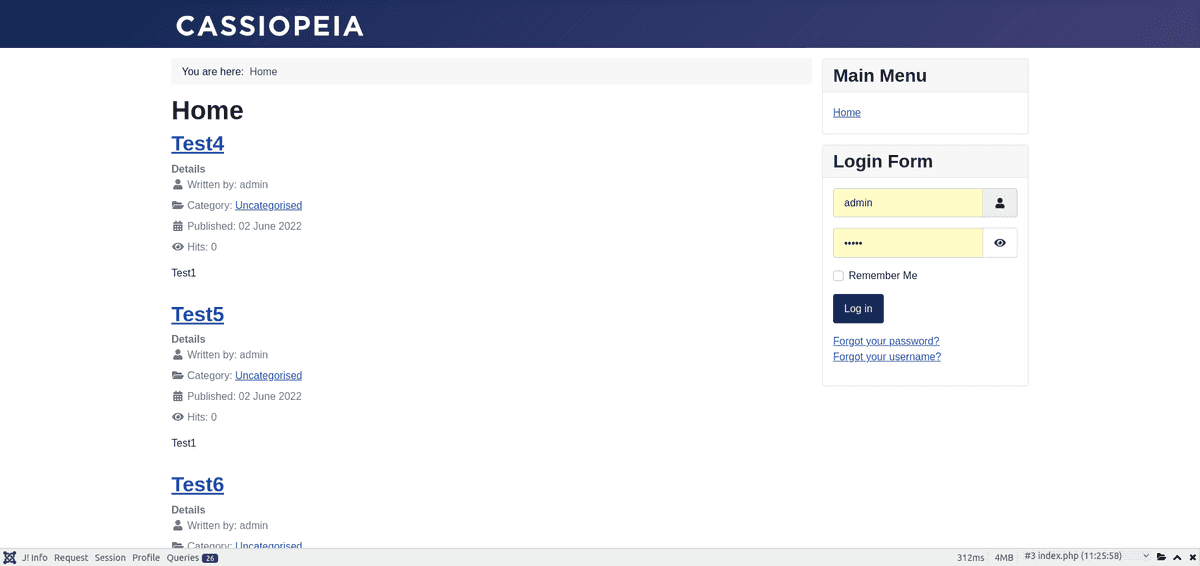 CASSIOPEIA
You are here: Home
Home
Test4
Details
Written by: admin
Category: Uncategorised
Published: 02 June 2022
Hits: 0
Test1
Test5
Details
Written by: admin
Category: Uncategorised
Published: 02 June 2022
Hits: 0
Test1
Test6
Details
Written by: admin
Category: Uncategorised
Main Menu
Home
Login Form
admin
•••••
Remember Me
Log in
Forgot your password?
Forgot your username?
J! Info Request Session Profile Queries 26
312ms 4MB #3 index.php (11:25:58)